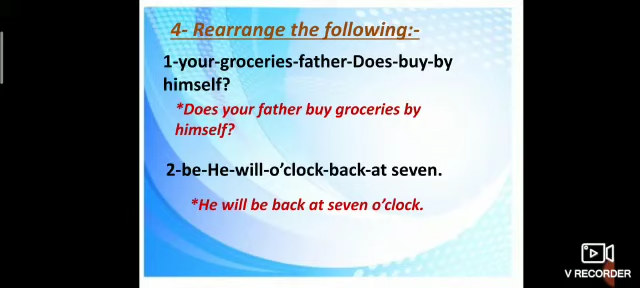 4- Rearrange the following:-
1-your-groceries-father-Does-buy-by
himself?
*Does your father buy groceries by
himself?
2-be-He-will-o’clock-back-at seven.
*He will be back at seven o’clock.
V RECORDER